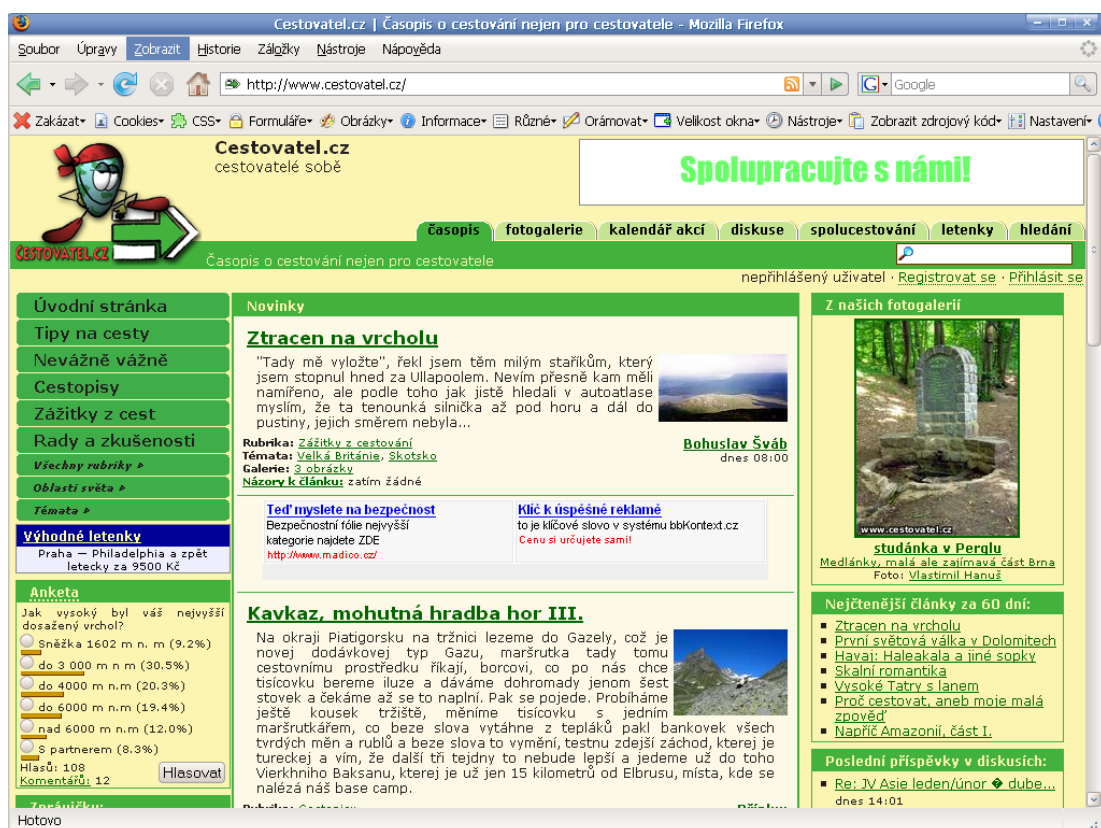 Cestovatel.cz | Časopis o cestování nejen pro cestovatele - Mozilla Firefox
Soubor Úpravy Zobrazit Historie Záložky Nástroje Nápověda
http://www.cestovatel.cz/
Google
Zakázat Cookies CSS Formuláře Obrázky Informace Různé Orámovat Velikost okna Nástroje Zobrazit zdrojový kód Nastavení
Cestovatel.cz
cestovatelé sobě
Spolupracujte s námi!
časopis fotogalerie kalendář akcí diskuse spolucestování letenky hledání
ČESTOVATEL.CZ
Časopis o cestování nejen pro cestovatele
nepřihlášený uživatel · Registrovat se · Přihlásit se
Úvodní stránka
Tipy na cesty
Nevážně vážně
Cestopisy
Zážitky z cest
Rady a zkušenosti
Všechny rubriky
Oblasti světa
Témata
Výhodné letenky
Praha — Philadelphia a zpět
letecky za 9500 Kč
Anketa
Jak vysoký byl váš nejvyšší
dosažený vrchol?
Sněžka 1602 m n. m (9.2%)
do 3 000 m n m (30.5%)
do 4000 m n.m (20.3%)
do 6000 m n.m (19.4%)
nad 6000 m n.m (12.0%)
S partnerem (8.3%)
Hlasů: 108
Komentářů: 12
Hlasovat
Zprávičky:
Novinky
Ztracen na vrcholu
"Tady mě vyložte", řekl jsem těm milým staříkům, který
jsem stopnul hned za Ullapoolem. Nevím přesně kam měli
namířeno, ale podle toho jak jistě hledali v autoatlase
myslím, že ta tenounká silnička až pod horu a dál do
pustiny, jejich směrem nebyla...
Rubrika: Zážitky z cestování
Témata: Velká Británie, Skotsko
Galerie: 3 obrázky
Názory k článku: zatím žádné
Bohuslav Šváb
dnes 08:00
Teď myslete na bezpečnost
Bezpečnostní fólie nejvyšší
kategorie najdete ZDE
http://www.madico.cz/
Klíč k úspěšné reklamě
to je klíčové slovo v systému bbKontext.cz
Cenu si určujete sami!
Kavkaz, mohutná hradba hor III.
Na okraji Piatigorsku na tržnici lezeme do Gazely, což je
novej dodávkovej typ Gazu, maršrutka tady tomu
cestovnímu prostředku říkají, borcovi, co po nás chce
tisícovku bereme iluze a dáváme dohromady jenom šest
stovek a čekáme až se to naplní. Pak se pojede. Probíháme
ještě kousek tržiště, měníme tisícovku s jedním
maršrutkářem, co beze slova vytáhne z tepláků pakl bankovek všech
tvrdých měn a rublů a beze slova to vymění, testnu zdejší záchod, kterej je
tureckej a vím, že další tři tejdny to nebude lepší a jedeme už do toho
Vierkhniho Baksanu, kterej je už jen 15 kilometrů od Elbrusu, místa, kde se
nalézá náš base camp.
Rubrika: Cestopisy
Z našich fotogalerií
www.cestovatel.cz
studánka v Perglu
Medlánky, malá ale zajímavá část Brna
Foto: Vlastimil Hanuš
Nejčtenější články za 60 dní:
Ztracen na vrcholu
První světová válka v Dolomitech
Havaj: Haleakala a jiné sopky
Skalní romantika
Vysoké Tatry s lanem
Proč cestovat, aneb moje malá
zpověď
Napříč Amazonií, část I.
Poslední příspěvky v diskusích:
Re: JV Asie leden/únor � dube...
dnes 14:01
Hotovo